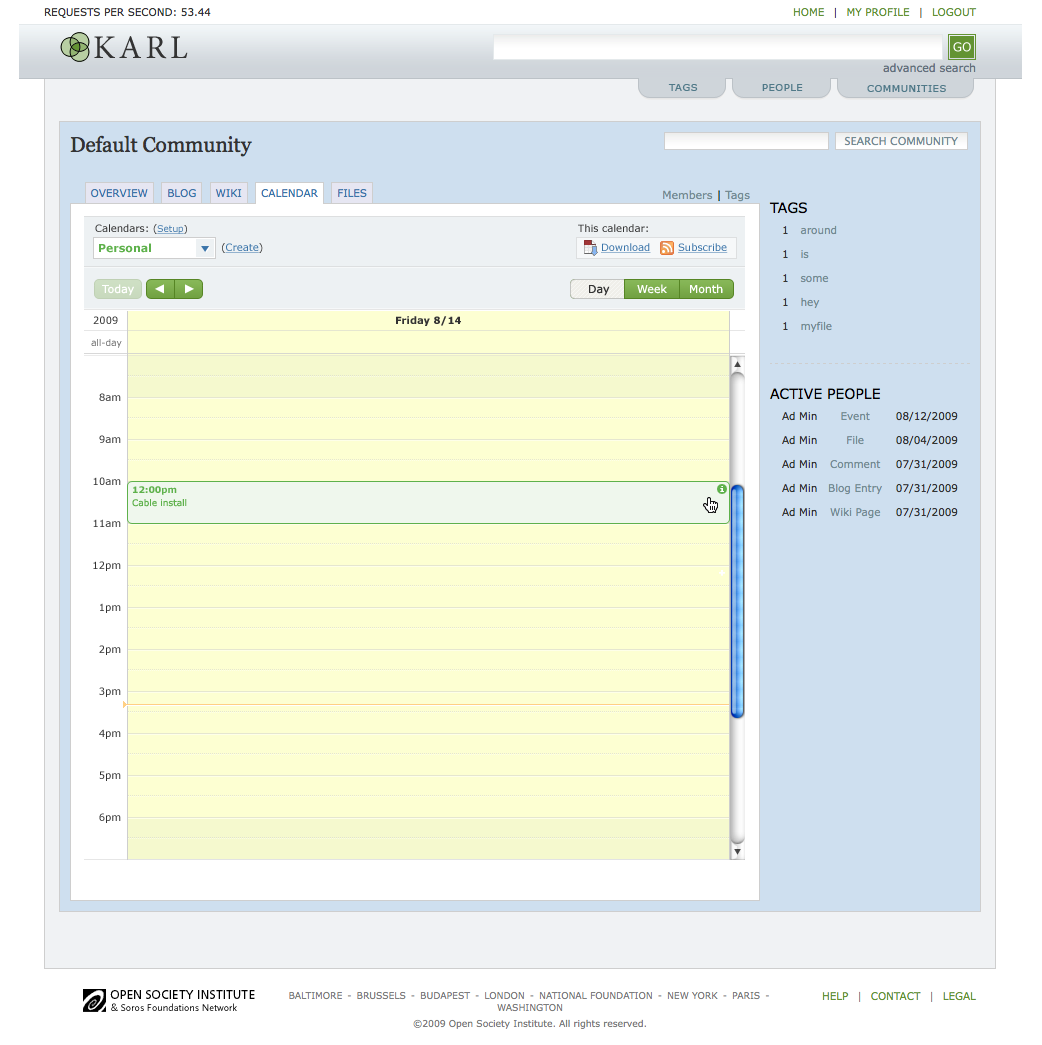 REQUESTS PER SECOND: 53.44
HOME | MY PROFILE | LOGOUT
KARL
GO
advanced search
TAGS
PEOPLE
COMMUNITIES
Default Community
SEARCH COMMUNITY
OVERVIEW
BLOG
WIKI
CALENDAR
FILES
Members | Tags
Calendars: (Setup)
Personal
(Create)
This calendar:
Download
Subscribe
Today
Day
Week
Month
2009
Friday 8/14
all-day
8am
9am
10am
12:00pm
Cable install
11am
12pm
1pm
2pm
3pm
4pm
5pm
6pm
TAGS
1 around
1 is
1 some
1 hey
1 myfile
ACTIVE PEOPLE
Ad Min Event 08/12/2009
Ad Min File 08/04/2009
Ad Min Comment 07/31/2009
Ad Min Blog Entry 07/31/2009
Ad Min Wiki Page 07/31/2009
OPEN SOCIETY INSTITUTE
& Soros Foundations Network
BALTIMORE - BRUSSELS - BUDAPEST - LONDON - NATIONAL FOUNDATION - NEW YORK - PARIS -
WASHINGTON
©2009 Open Society Institute. All rights reserved.
HELP | CONTACT | LEGAL